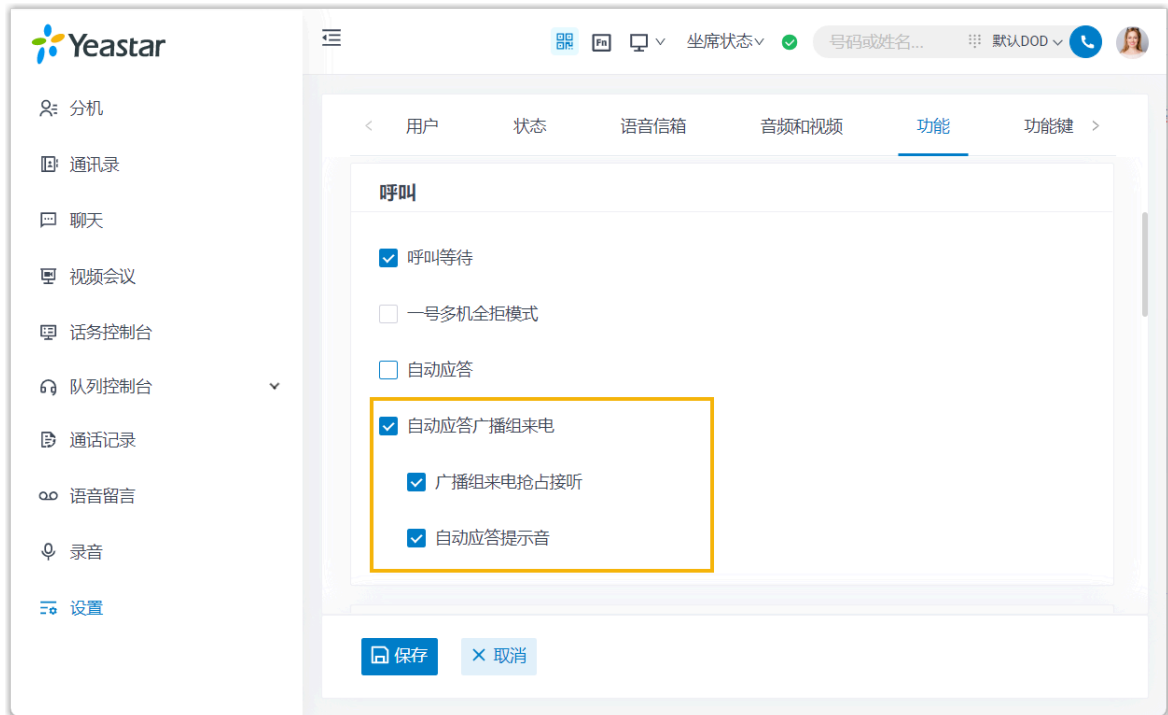 Yeastar
Fn
坐席状态
号码或姓名...
默认DOD
分机
通讯录
聊天
视频会议
话务控制台
队列控制台
通话记录
语音留言
录音
设置
用户 状态 语音信箱 音频和视频 功能 功能键
呼叫
呼叫等待
一号多机全拒模式
自动应答
自动应答广播组来电
广播组来电抢占接听
自动应答提示音
保存 取消